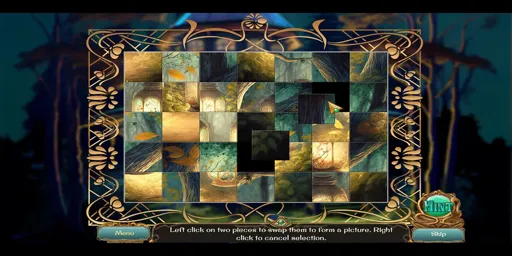 HINT
Left click on two pieces to swap them to form a picture. Right
click to cancel selection.
Menu
Skip